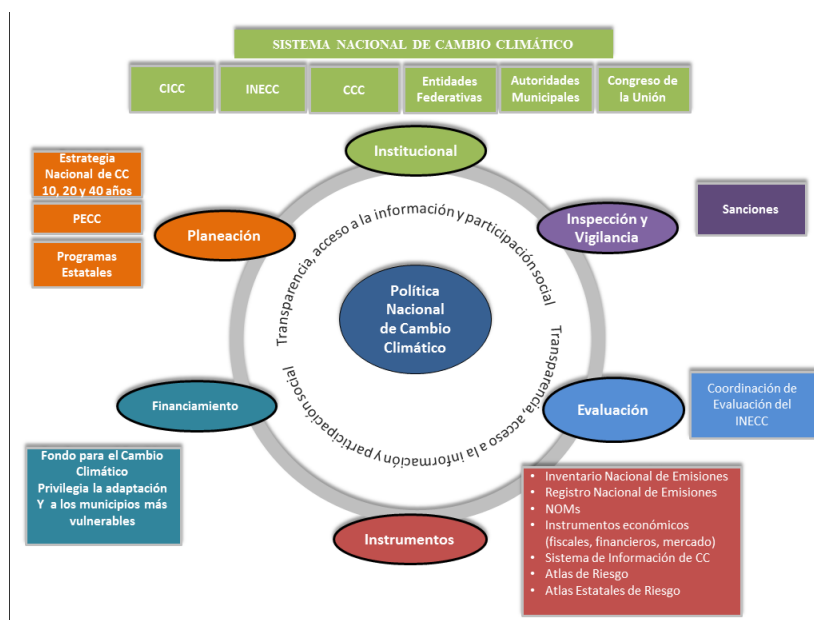 SISTEMA NACIONAL DE CAMBIO CLIMÁTICO
CICC
INECC
CCC
Entidades
Federativas
Autoridades
Municipales
Congreso de
la Unión
Institucional
Estrategia
Nacional de CC
10, 20 y 40 años
PECC
Programas
Estatales
Planeación
Inspección y
Vigilancia
Sanciones
Transparencia, acceso a la información y participación social
Política
Nacional
de Cambio
Climático
Transparencia, acceso a la información y participación social
Financiamiento
Fondo para el Cambio
Climático
Privilegia la adaptación
Y a los municipios más
vulnerables
Evaluación
Coordinación de
Evaluación del
INECC
Instrumentos
• Inventario Nacional de Emisiones
• Registro Nacional de Emisiones
• NOMs
• Instrumentos económicos
(fiscales, financieros, mercado)
• Sistema de Información de CC
• Atlas de Riesgo
• Atlas Estatales de Riesgo